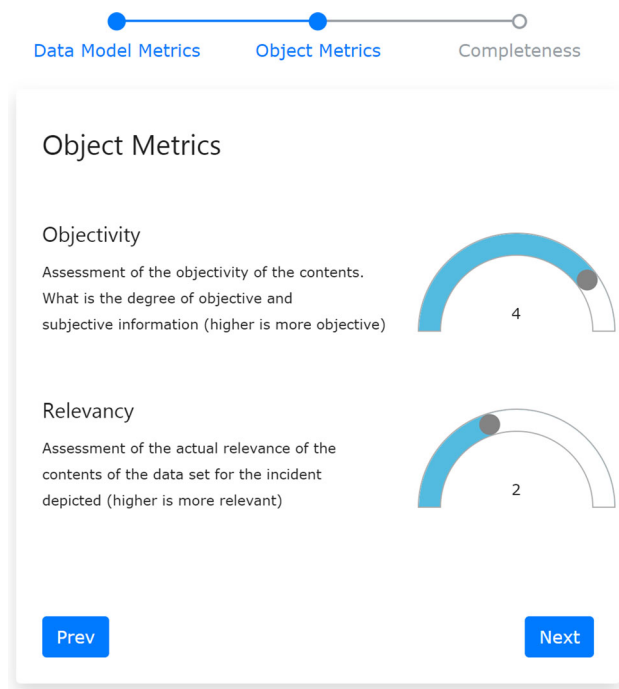 Data Model Metrics
Object Metrics
Completeness
Object Metrics
Objectivity
Assessment of the objectivity of the contents.
What is the degree of objective and
subjective information (higher is more objective)
4
Relevancy
Assessment of the actual relevance of the
contents of the data set for the incident
depicted (higher is more relevant)
2
Prev
Next